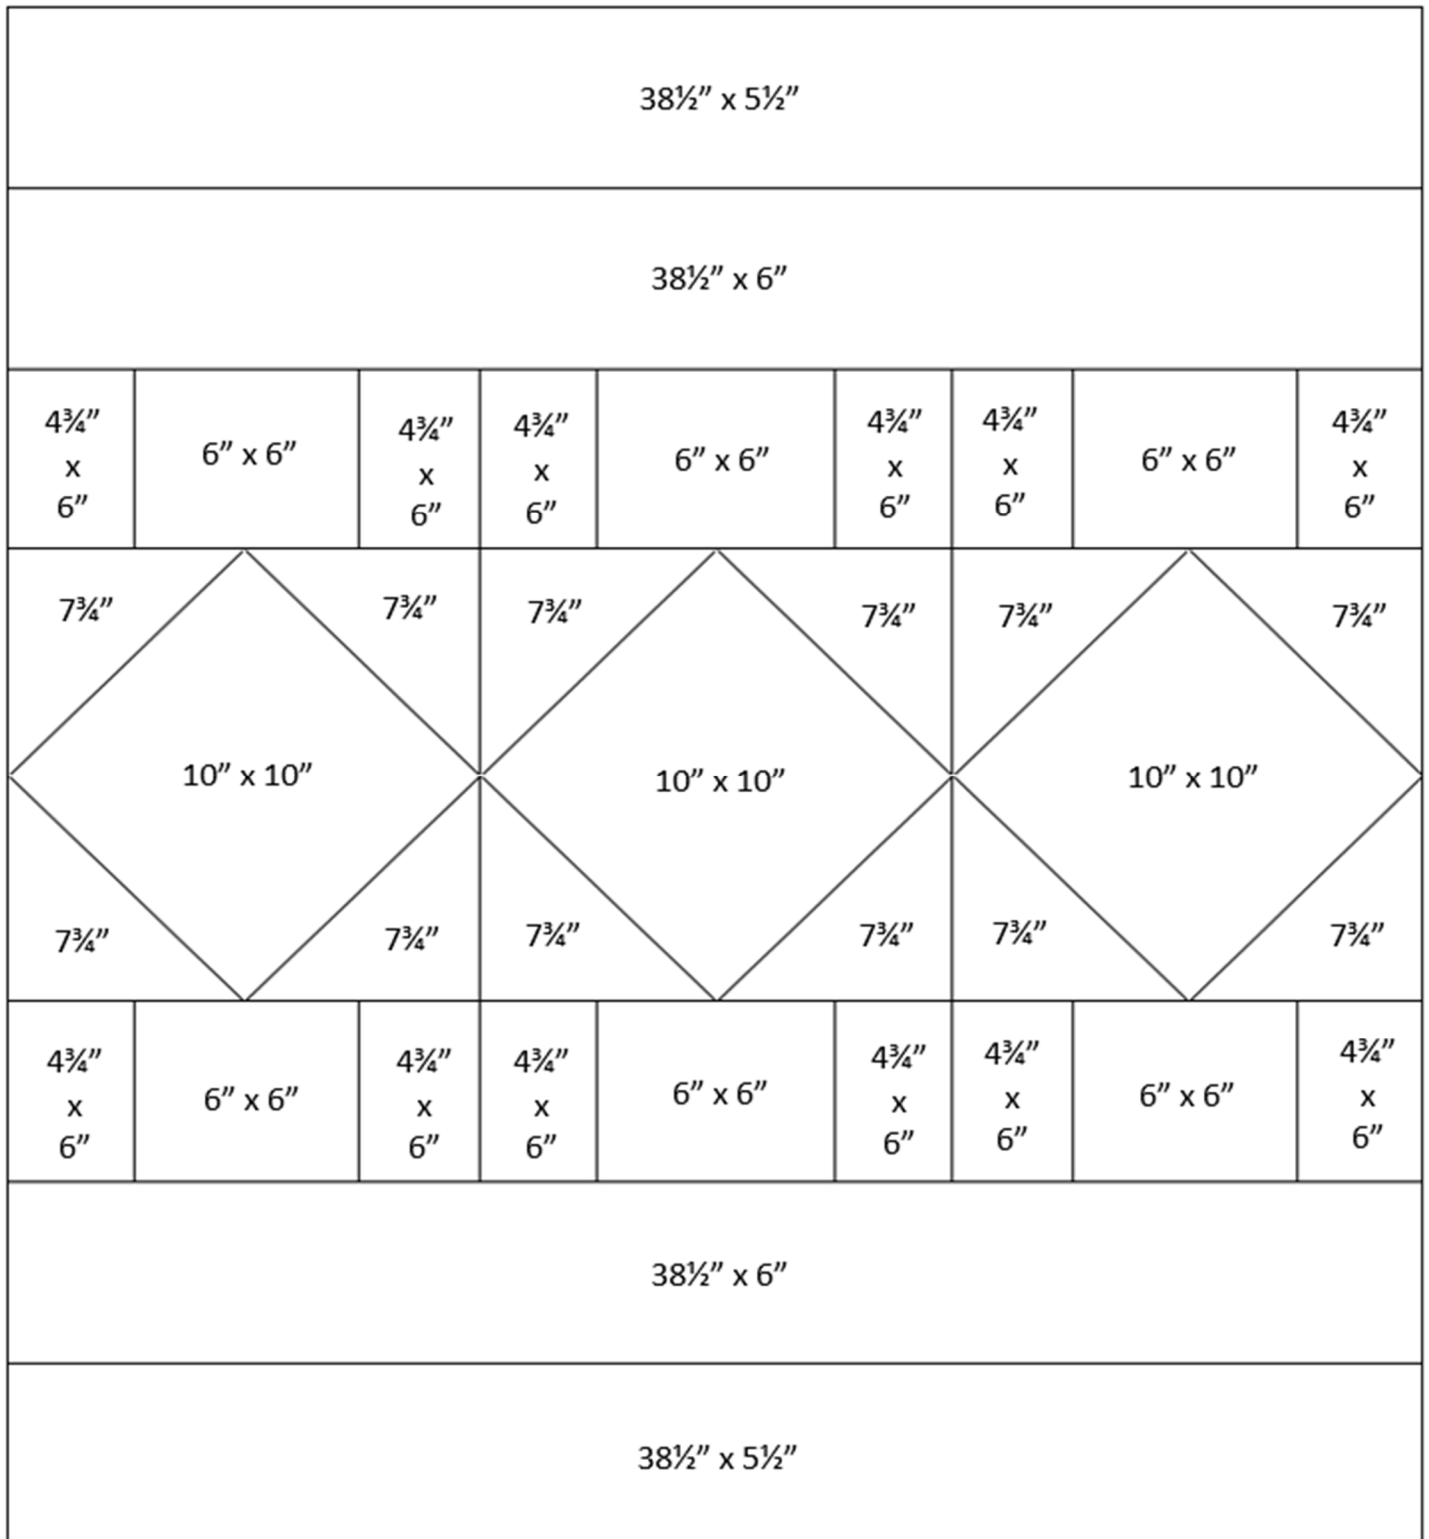 38½” x 5½”
38½” x 6”
4¾”
x
6”
6” x 6”
4¾”
x
6”
4¾”
x
6”
6” x 6”
4¾”
x
6”
4¾”
x
6”
6” x 6”
4¾”
x
6”
7¾”
7¾”
7¾”
7¾”
7¾”
7¾”
10” x 10”
10” x 10”
10” x 10”
7¾”
7¾”
7¾”
7¾”
7¾”
7¾”
4¾”
x
6”
6” x 6”
4¾”
x
6”
4¾”
x
6”
6” x 6”
4¾”
x
6”
4¾”
x
6”
6” x 6”
4¾”
x
6”
38½” x 6”
38½” x 5½”